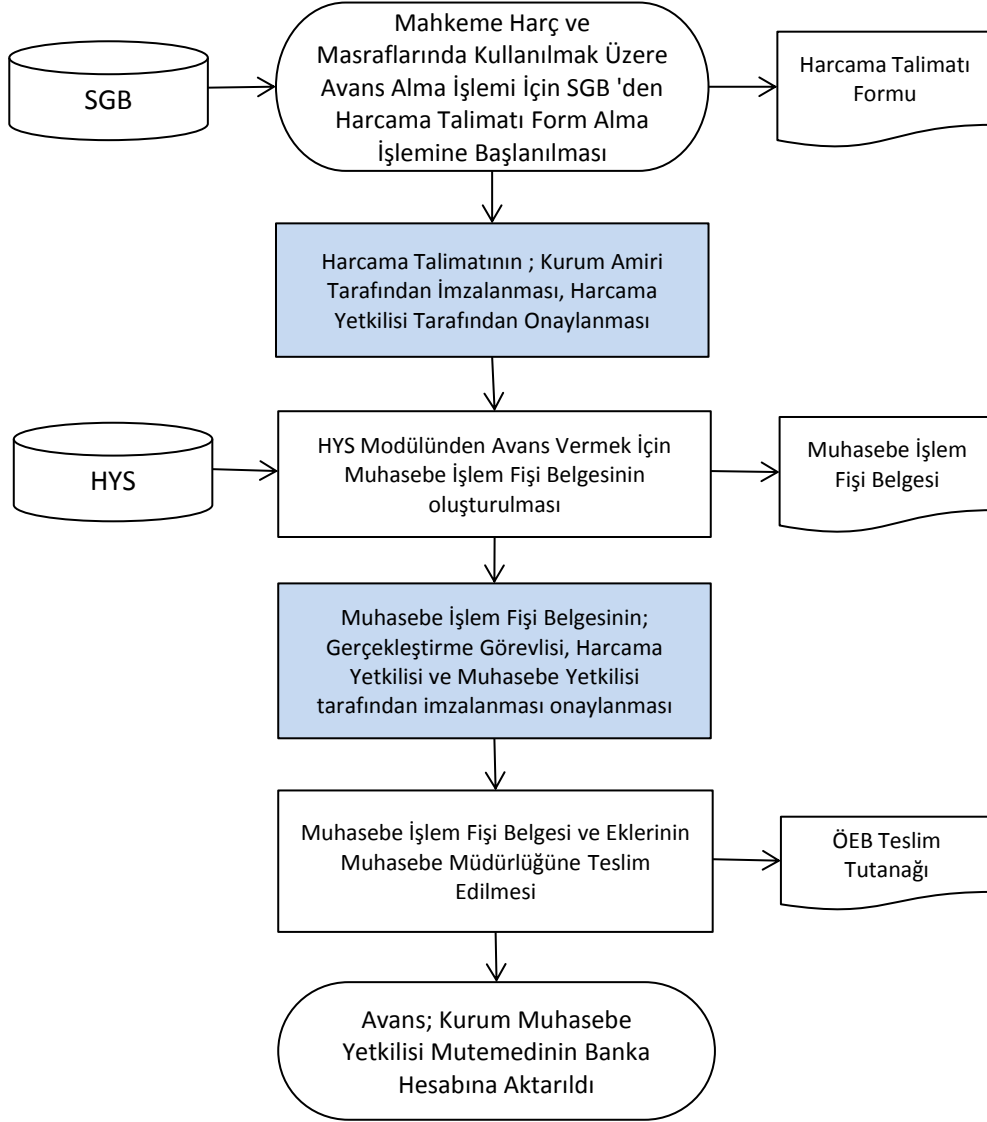 SGB
Mahkeme Harç ve
Masraflarında Kullanılmak Üzere
Avans Alma İşlemi İçin SGB 'den
Harcama Talimatı Form Alma
İşlemine Başlanılması
Harcama Talimatı
Formu
Harcama Talimatının ; Kurum Amiri
Tarafından İmzalanması, Harcama
Yetkilisi Tarafından Onaylanması
HYS
HYS Modülünden Avans Vermek İçin
Muhasebe İşlem Fişi Belgesinin
oluşturulması
Muhasebe İşlem
Fişi Belgesi
Muhasebe İşlem Fişi Belgesinin;
Gerçekleştirme Görevlisi, Harcama
Yetkilisi ve Muhasebe Yetkilisi
tarafından imzalanması onaylanması
Muhasebe İşlem Fişi Belgesi ve Eklerinin
Muhasebe Müdürlüğüne Teslim
Edilmesi
ÖEB Teslim
Tutanağı
Avans; Kurum Muhasebe
Yetkilisi Mutemedinin Banka
Hesabına Aktarıldı